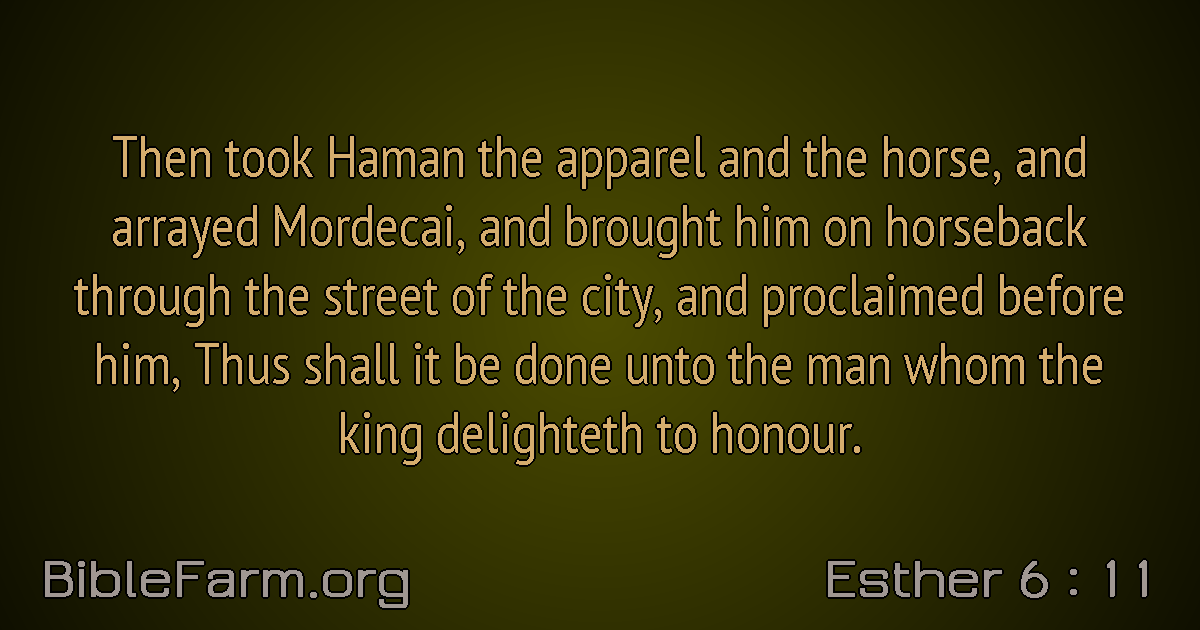 Then took Haman the apparel and the horse, and
arrayed Mordecai, and brought him on horseback
through the street of the city, and proclaimed before
him, Thus shall it be done unto the man whom the
king delighteth to honour.
BibleFarm.org
Esther 6 : 11